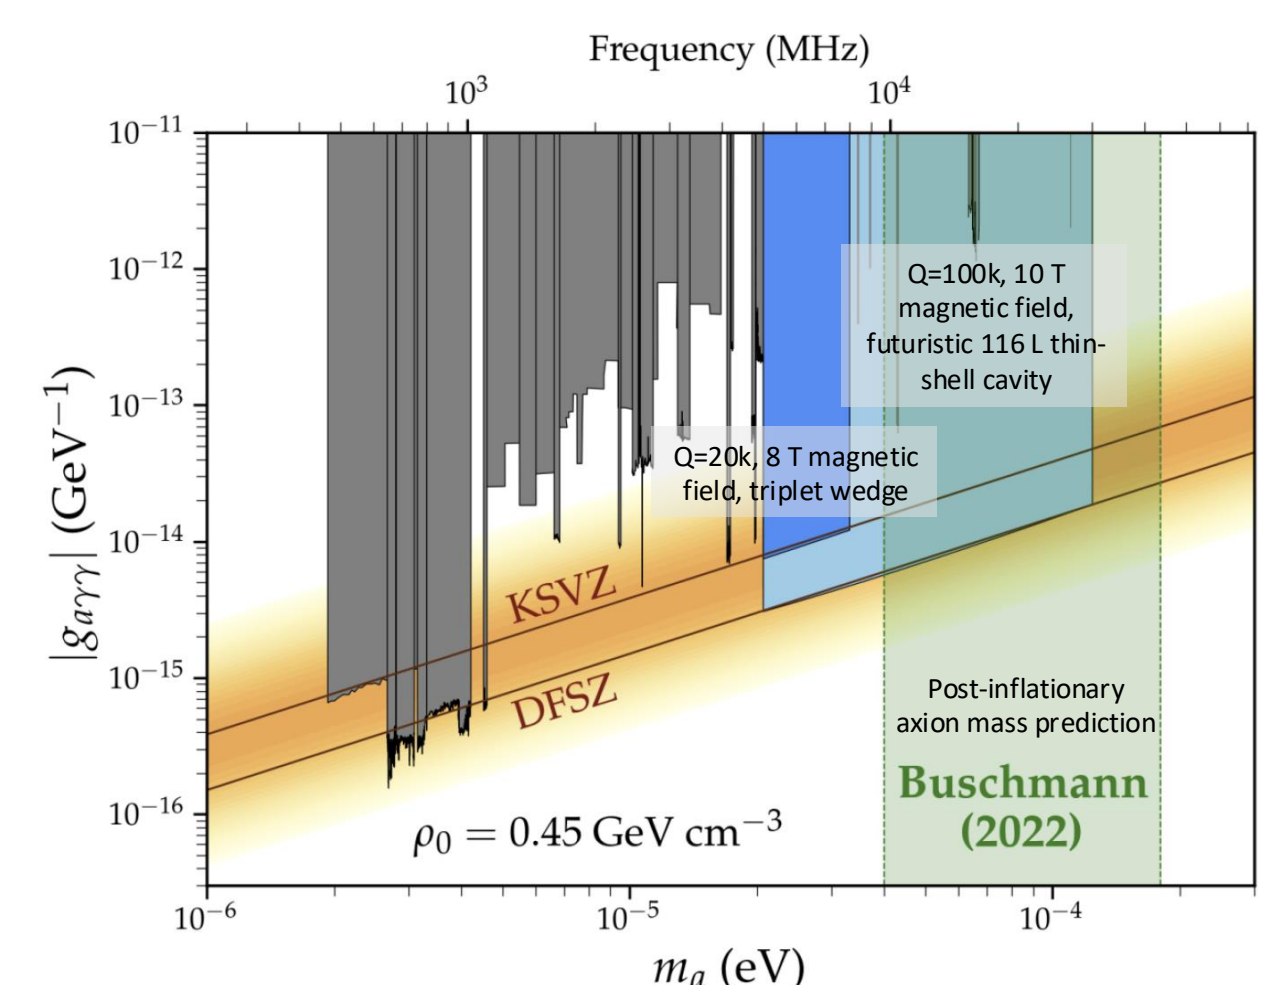 Frequency (MHz)
10³ 10⁴
10⁻¹¹
10⁻¹²
10⁻¹³
10⁻¹⁴
10⁻¹⁵
10⁻¹⁶
|gₐγγ| (GeV⁻¹)
Q=100k, 10 T
magnetic field,
futuristic 116 L thin-
shell cavity
Q=20k, 8 T magnetic
field, triplet wedge
KSVZ
DFSZ
Post-inflationary
axion mass prediction
Buschmann
(2022)
ρ₀ = 0.45 GeV cm⁻³
10⁻⁶ 10⁻⁵ 10⁻⁴
mₐ (eV)